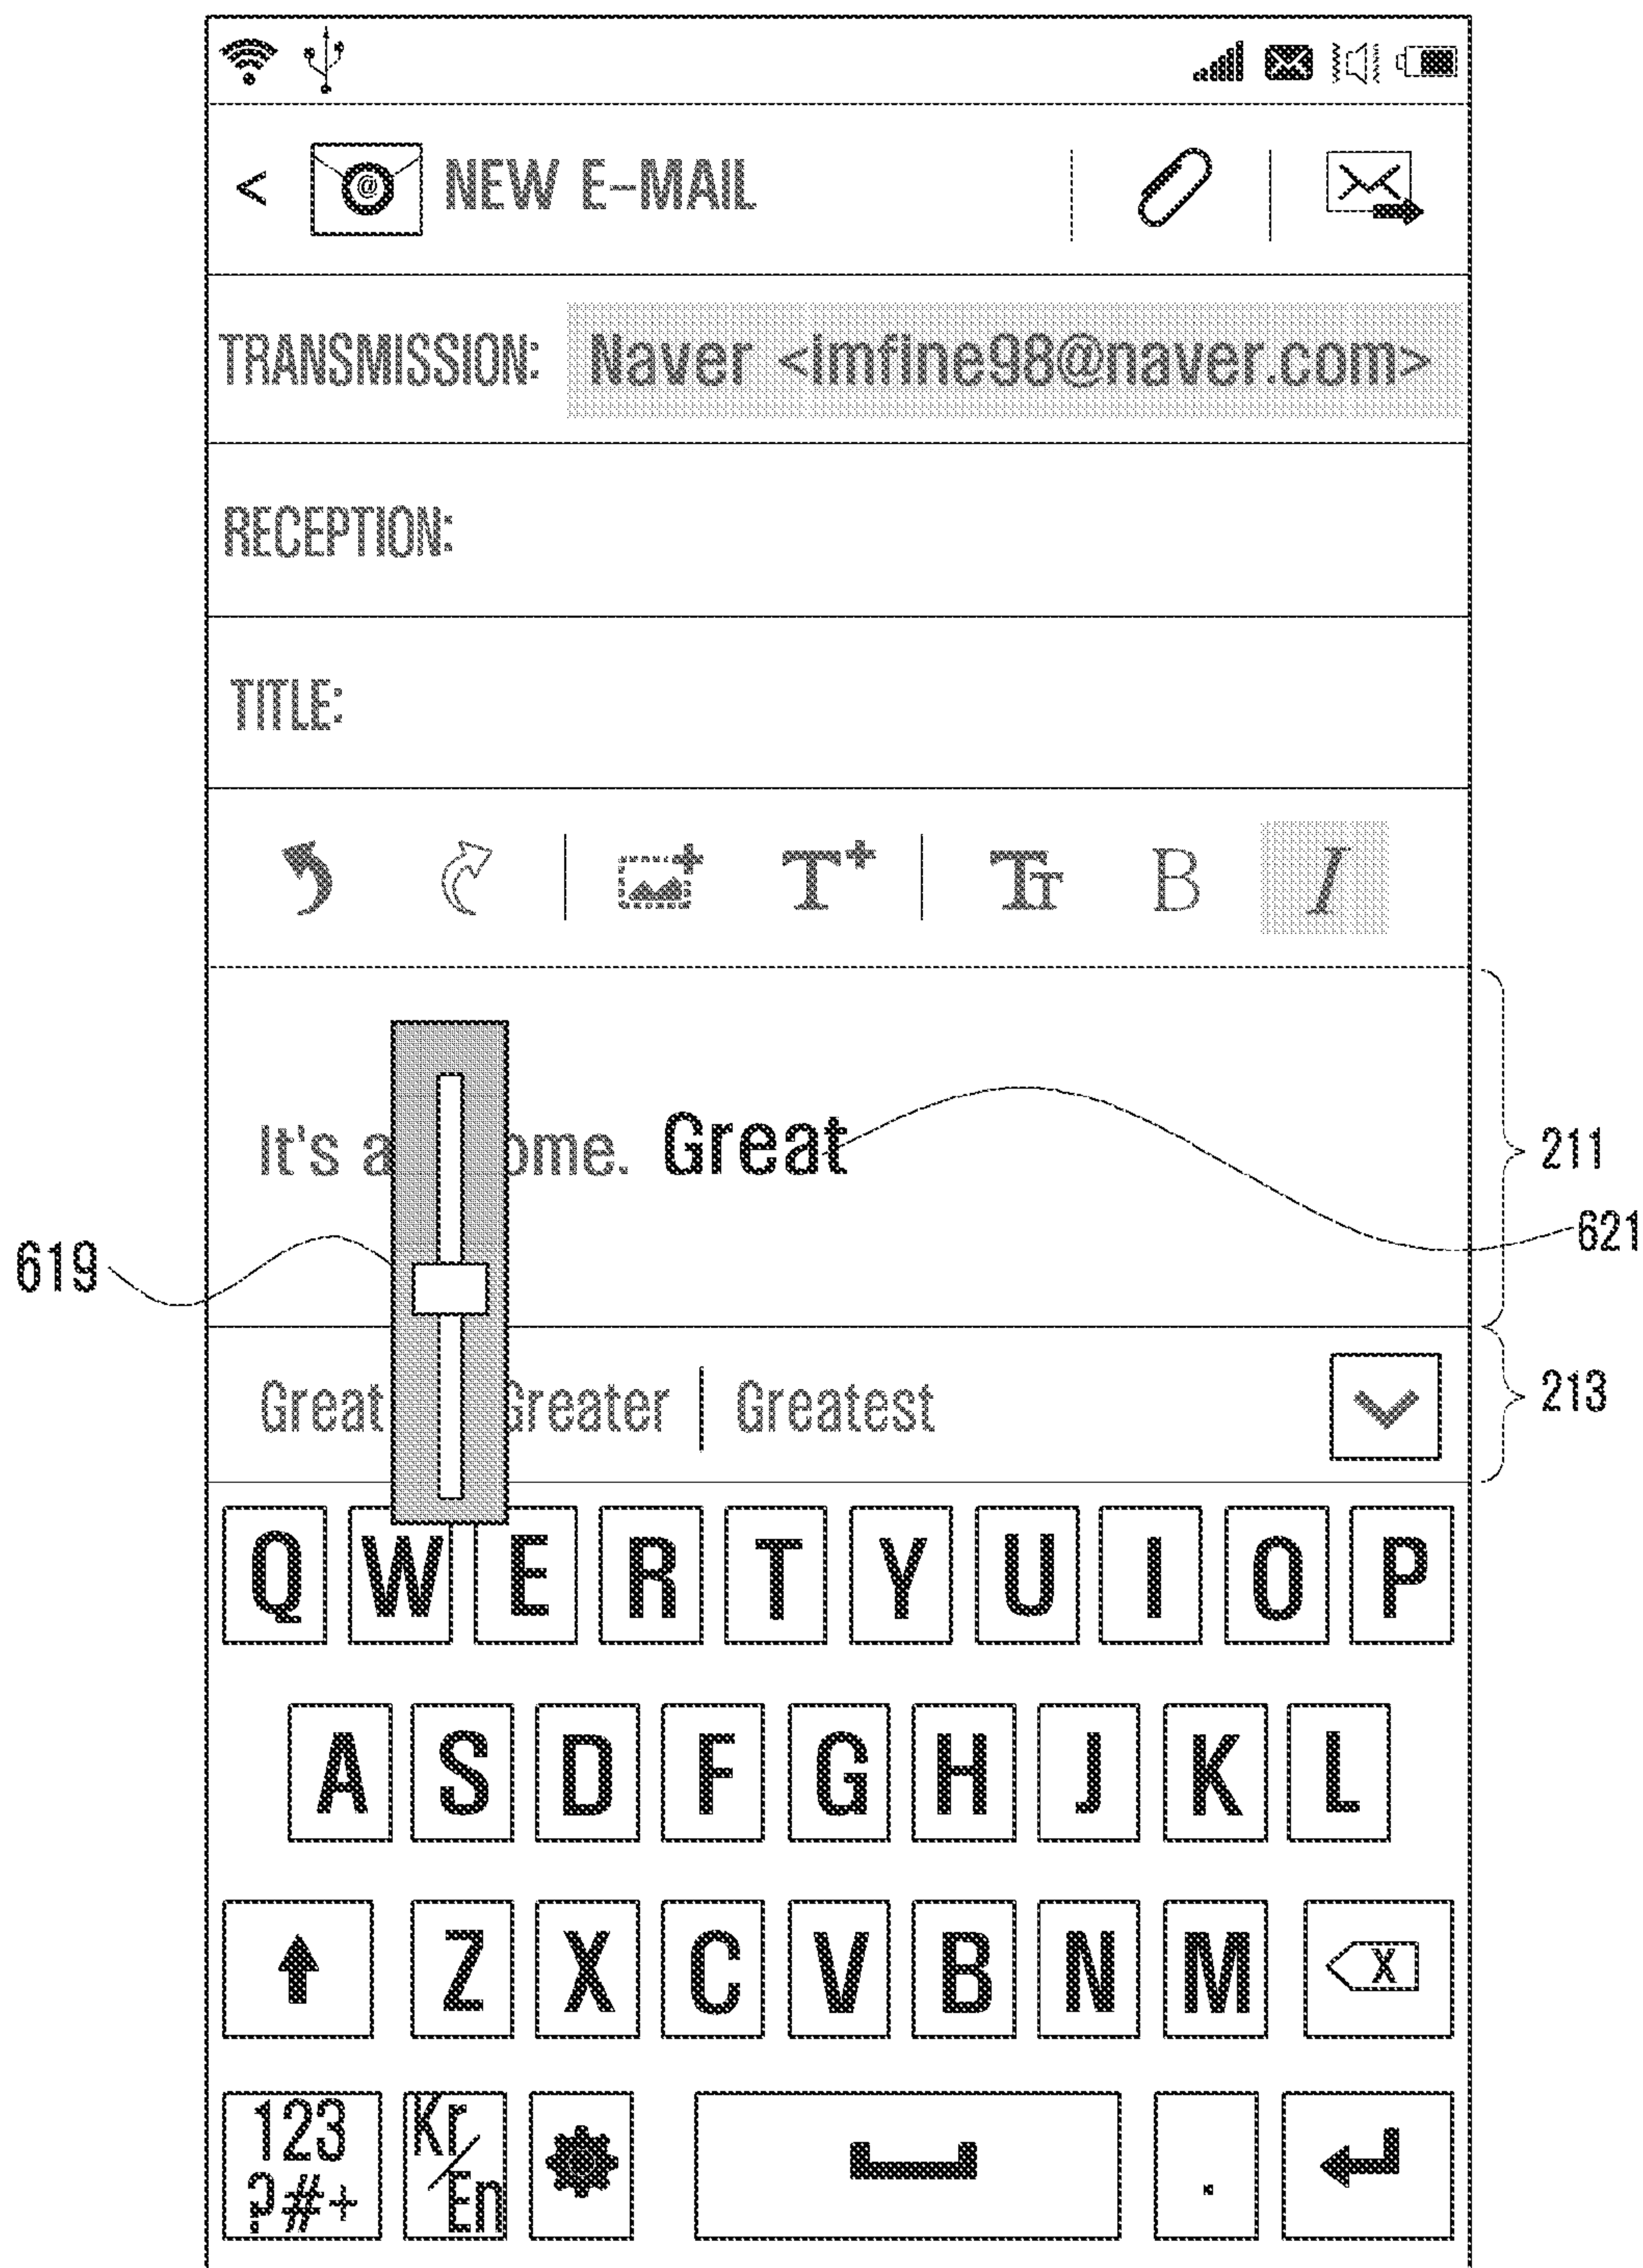 < @ NEW E-MAIL
TRANSMISSION: Naver <imfine98@naver.com>
RECEPTION:
TITLE:
T+ TT B I
It's a ome. Great
211
621
619
Great Greater | Greatest
213
Q W E R T Y U I O P
A S D F G H J K L
Z X C V B N M X
123 Kr/En
?#+ .